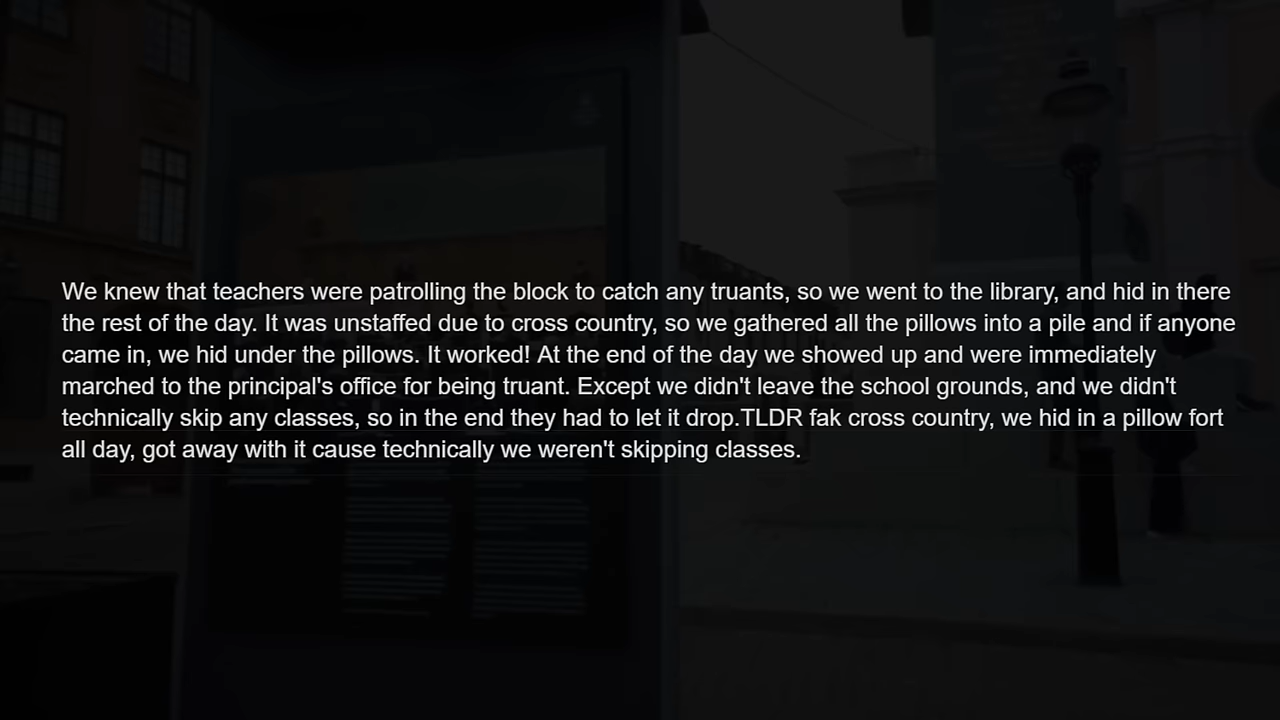 We knew that teachers were patrolling the block to catch any truants, so we went to the library, and hid in there
the rest of the day. It was unstaffed due to cross country, so we gathered all the pillows into a pile and if anyone
came in, we hid under the pillows. It worked! At the end of the day we showed up and were immediately
marched to the principal's office for being truant. Except we didn't leave the school grounds, and we didn't
technically skip any classes, so in the end they had to let it drop.TLDR fak cross country, we hid in a pillow fort
all day, got away with it cause technically we weren't skipping classes.